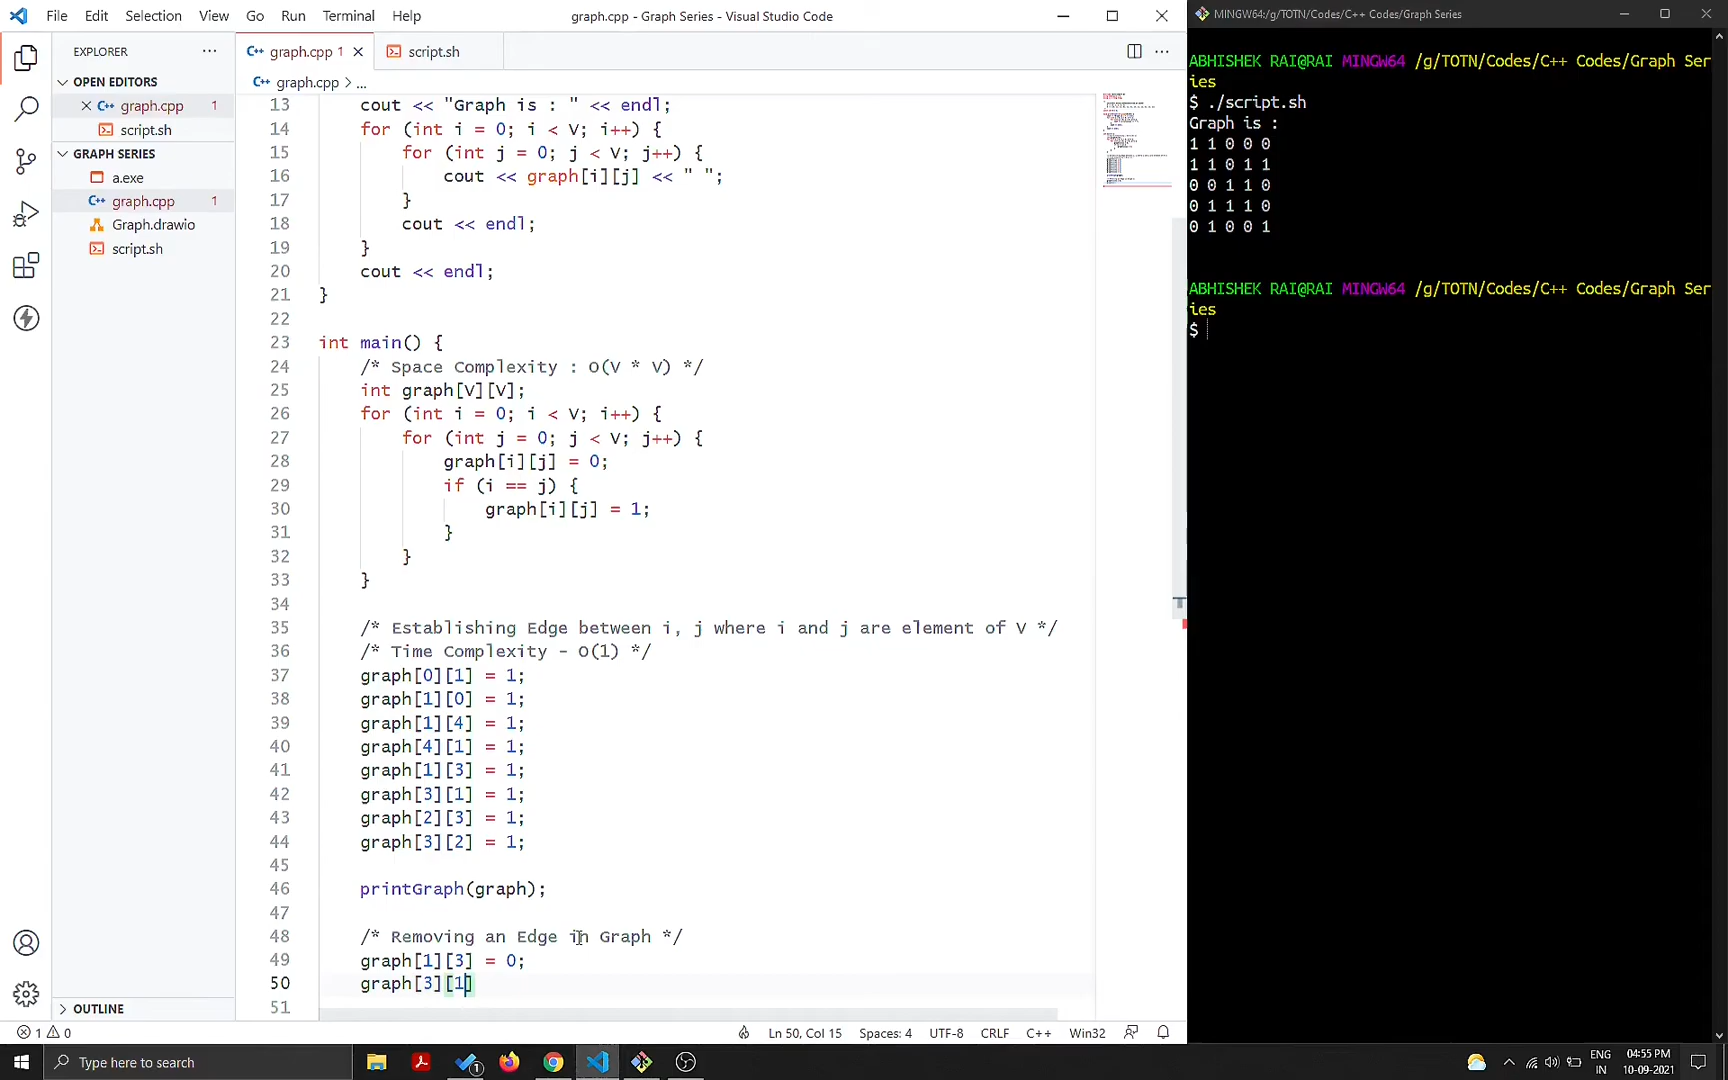 File Edit Selection View Go Run Terminal Help
graph.cpp - Graph Series - Visual Studio Code
EXPLORER
OPEN EDITORS
graph.cpp 1
script.sh
GRAPH SERIES
a.exe
graph.cpp 1
Graph.drawio
script.sh
OUTLINE
graph.cpp 1
script.sh
graph.cpp > ...
13 cout << "Graph is : " << endl;
14 for (int i = 0; i < V; i++) {
15 for (int j = 0; j < V; j++) {
16 cout << graph[i][j] << " ";
17 }
18 cout << endl;
19 }
20 cout << endl;
21 }
22
23 int main() {
24 /* Space Complexity : O(V * V) */
25 int graph[V][V];
26 for (int i = 0; i < V; i++) {
27 for (int j = 0; j < V; j++) {
28 graph[i][j] = 0;
29 if (i == j) {
30 graph[i][j] = 1;
31 }
32 }
33 }
34
35 /* Establishing Edge between i, j where i and j are element of V */
36 /* Time Complexity - O(1) */
37 graph[0][1] = 1;
38 graph[1][0] = 1;
39 graph[1][4] = 1;
40 graph[4][1] = 1;
41 graph[1][3] = 1;
42 graph[3][1] = 1;
43 graph[2][3] = 1;
44 graph[3][2] = 1;
45
46 printGraph(graph);
47
48 /* Removing an Edge in Graph */
49 graph[1][3] = 0;
50 graph[3][1]
51
1 0
Ln 50, Col 15 Spaces: 4 UTF-8 CRLF C++ Win32
MINGW64:/g/TOTN/Codes/C++ Codes/Graph Series
ABHISHEK RAI@RAI MINGW64 /g/TOTN/Codes/C++ Codes/Graph Ser
ies
$ ./script.sh
Graph is :
1 1 0 0 0
1 1 0 1 1
0 0 1 1 0
0 1 1 1 0
0 1 0 0 1
ABHISHEK RAI@RAI MINGW64 /g/TOTN/Codes/C++ Codes/Graph Ser
ies
$
Type here to search
1
ENG
IN
04:55 PM
10-09-2021